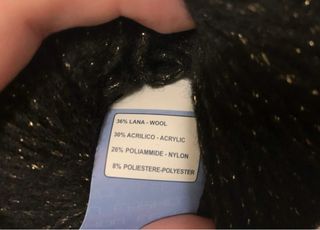 36% LANA - WOOL
30% ACRILICO - ACRYLIC
26% POLIAMMIDE - NYLON
8% POLIESTERE-POLYESTER